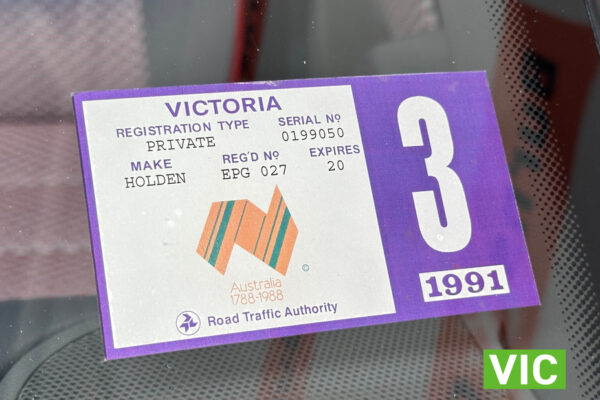 VICTORIA
REGISTRATION TYPE SERIAL Nº
PRIVATE 0199050
MAKE REG'D Nº EXPIRES
HOLDEN EPG 027 20
Australia
1788-1988
©
Road Traffic Authority
3
1991
VIC